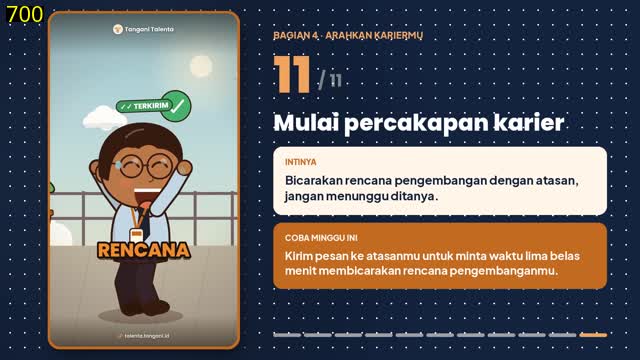 700
Tangani Talenta
✓✓ TERKIRIM
RENCANA
talenta.tangani.id
BAGIAN 4 · ARAHKAN KARIERMU
11 / 11
Mulai percakapan karier
INTINYA
Bicarakan rencana pengembangan dengan atasan,
jangan menunggu ditanya.
COBA MINGGU INI
Kirim pesan ke atasanmu untuk minta waktu lima belas
menit membicarakan rencana pengembanganmu.